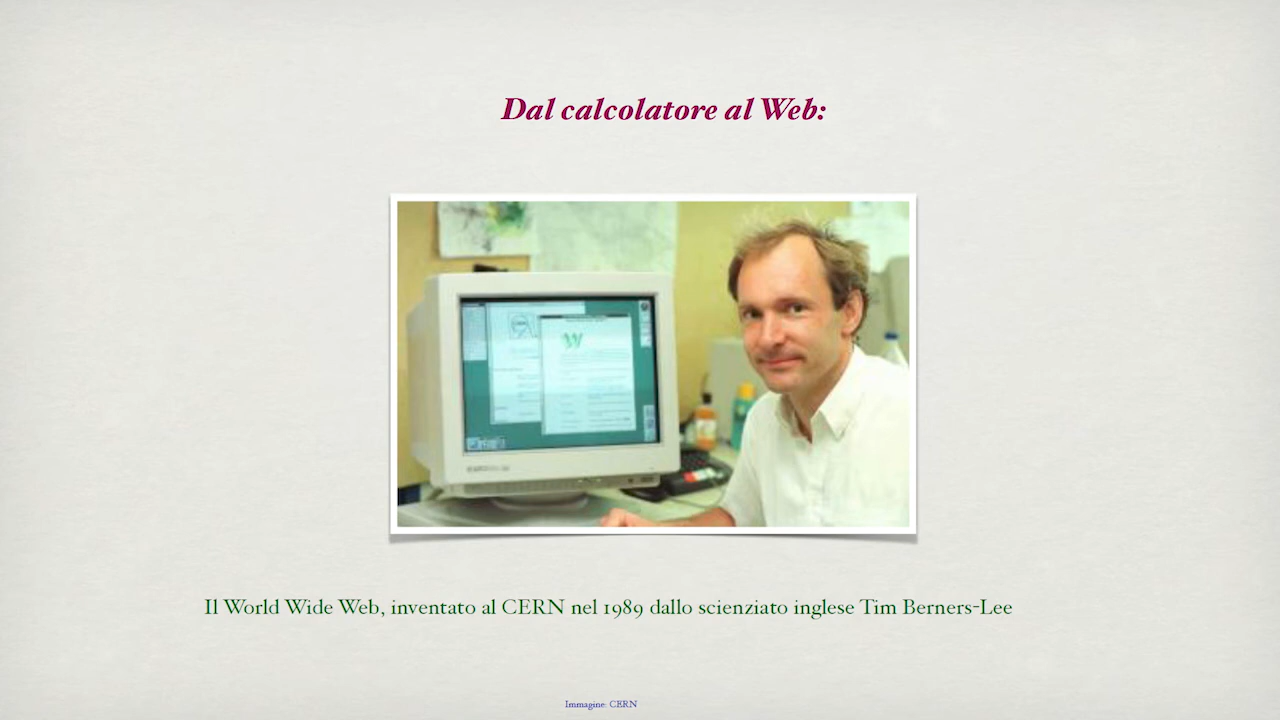 Dal calcolatore al Web:
W
Il World Wide Web, inventato al CERN nel 1989 dallo scienziato inglese Tim Berners-Lee
Immagine: CERN